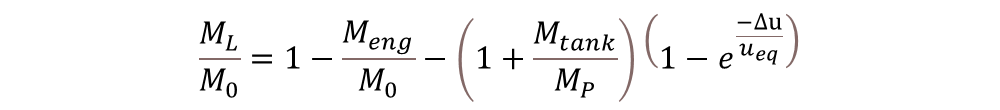 M_L/M_0 = 1 − M_eng/M_0 − (1 + M_tank/M_P)(1 − e^(−Δu/u_eq))